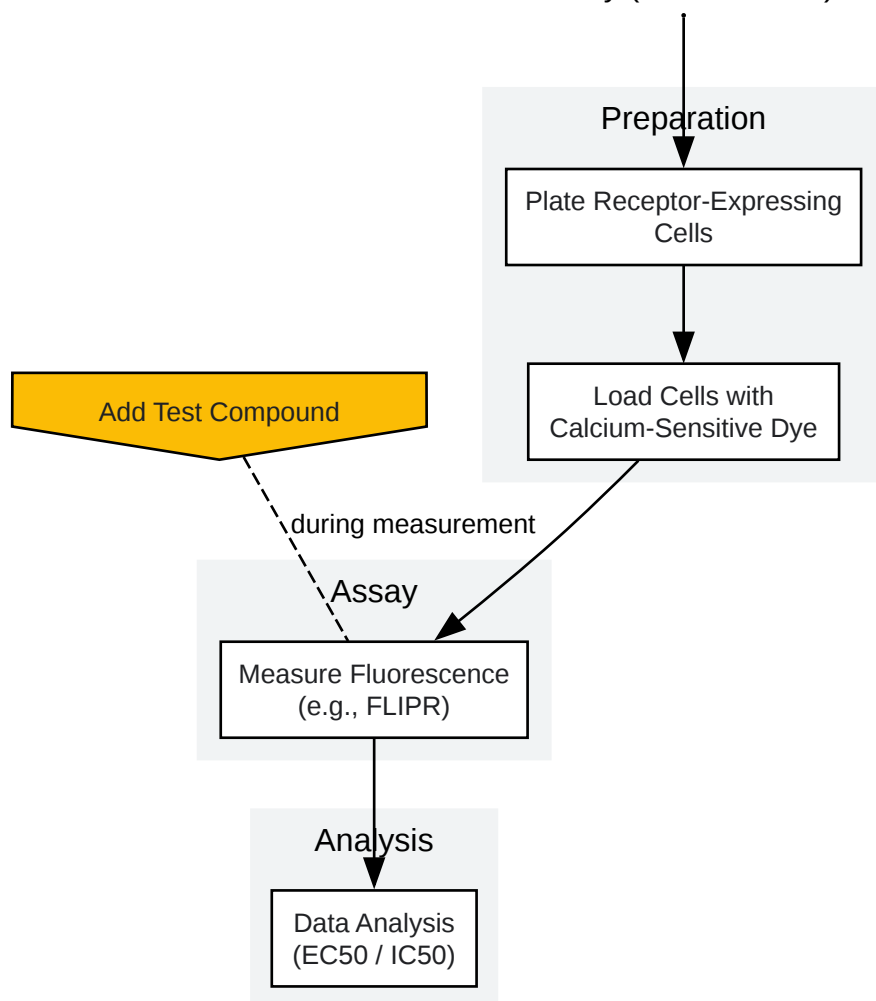 Preparation
Plate Receptor-Expressing
Cells
Load Cells with
Calcium-Sensitive Dye
Add Test Compound
during measurement
Assay
Measure Fluorescence
(e.g., FLIPR)
Analysis
Data Analysis
(EC50 / IC50)